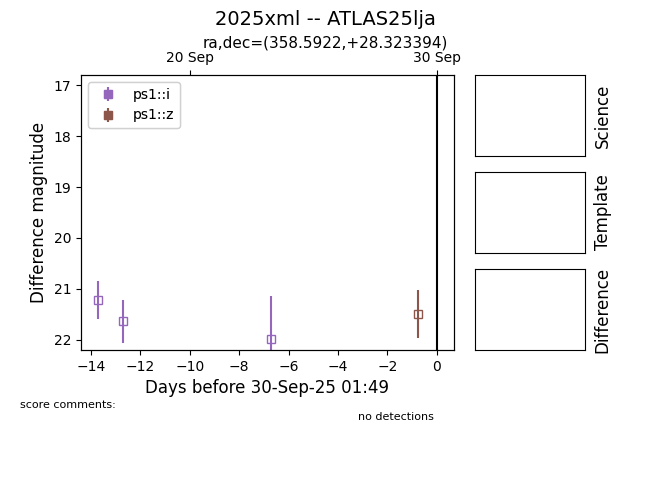 2025xml -- ATLAS25lja
ra,dec=(358.5922,+28.323394)
20 Sep
30 Sep
ps1::i
ps1::z
17
18
19
20
21
22
Difference magnitude
−14
−12
−10
−8
−6
−4
−2
0
Days before 30-Sep-25 01:49
Science
Template
Difference
score comments:
no detections